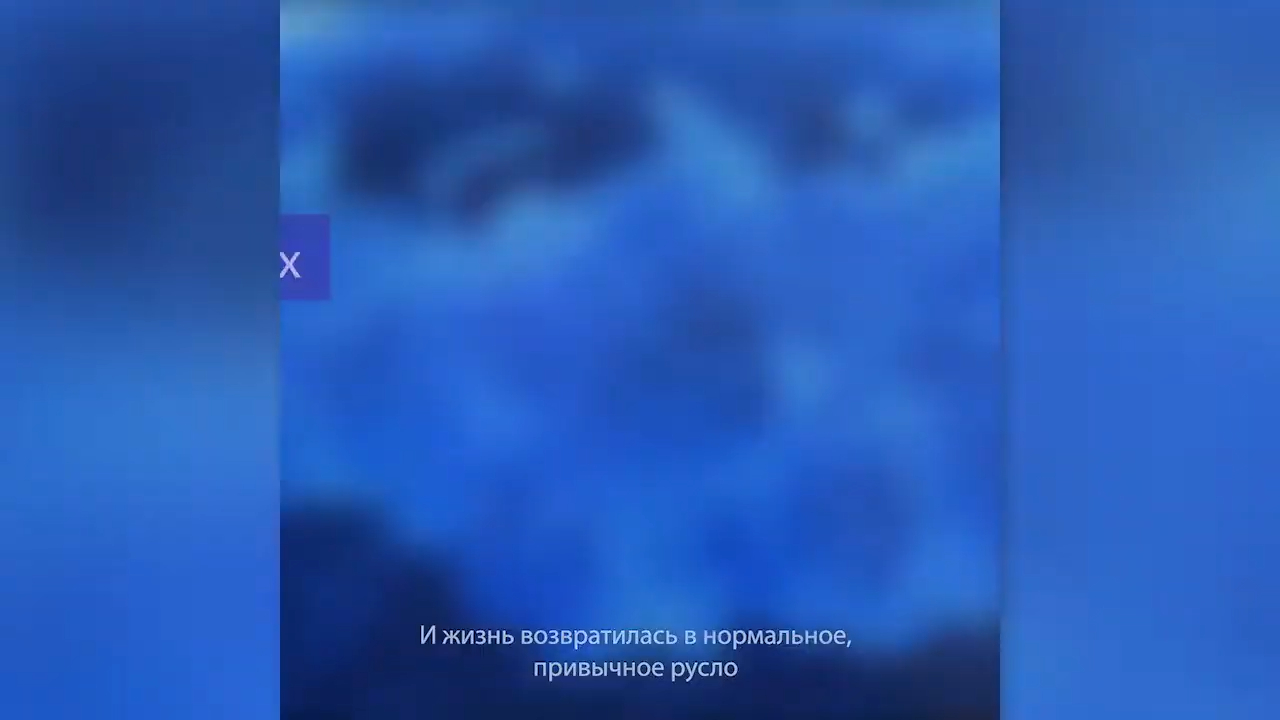 х
И жизнь возвратилась в нормальное,
привычное русло